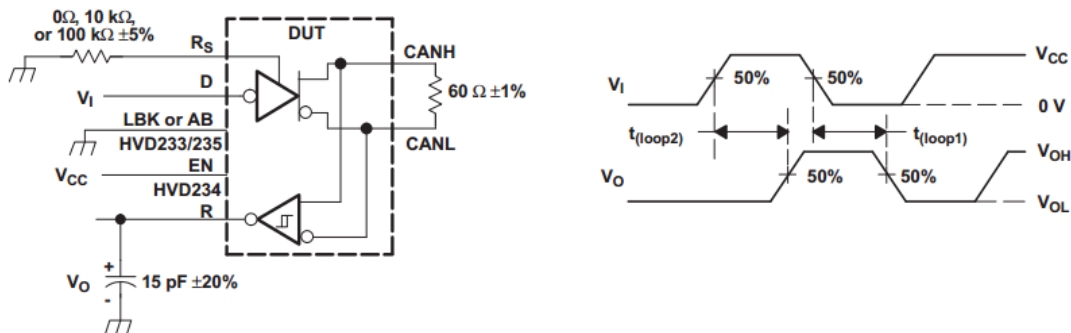 0Ω, 10 kΩ,
or 100 kΩ ±5%
RS
DUT
CANH
D
VI
60 Ω ±1%
LBK or AB
HVD233/235
CANL
EN
VCC
HVD234
R
+
VO
15 pF ±20%
-
VCC
50%
50%
VI
0 V
t(loop2)
t(loop1)
VOH
50%
50%
VO
VOL